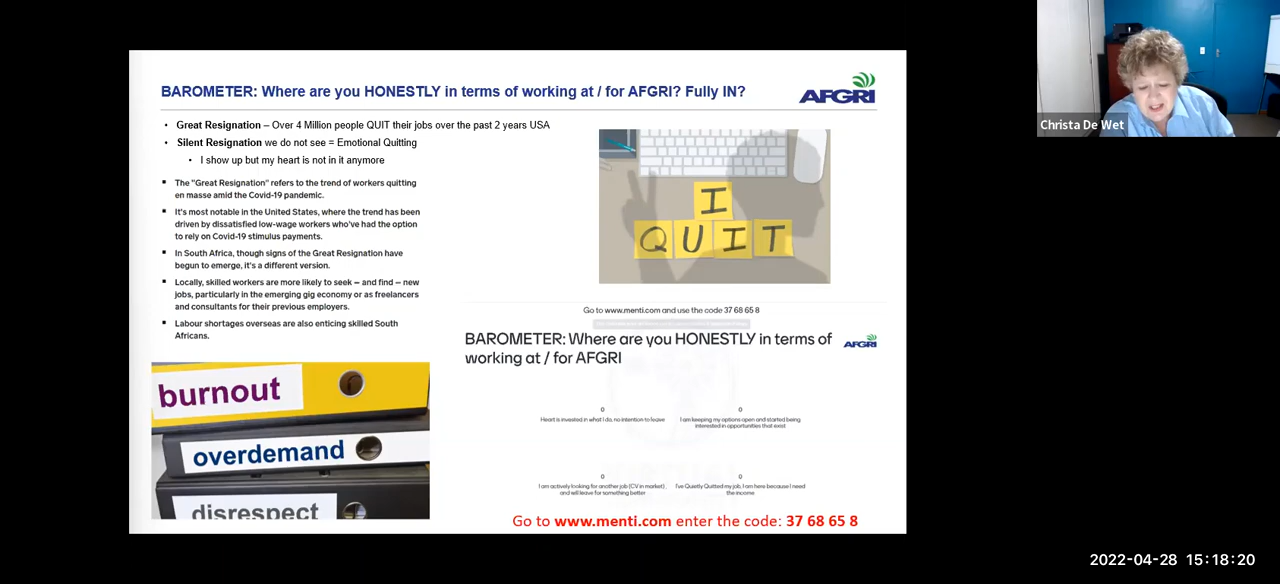 BAROMETER: Where are you HONESTLY in terms of working at / for AFGRI? Fully IN?
AFGRI
• Great Resignation – Over 4 Million people QUIT their jobs over the past 2 years USA
• Silent Resignation we do not see = Emotional Quitting
• I show up but my heart is not in it anymore
▪ The "Great Resignation" refers to the trend of workers quitting
en masse amid the Covid-19 pandemic.
▪ It's most notable in the United States, where the trend has been
driven by dissatisfied low-wage workers who've had the option
to rely on Covid-19 stimulus payments.
▪ In South Africa, though signs of the Great Resignation have
begun to emerge, it's a different version.
▪ Locally, skilled workers are more likely to seek – and find – new
jobs, particularly in the emerging gig economy or as freelancers
and consultants for their previous employers.
▪ Labour shortages overseas are also enticing skilled South
Africans.
burnout
overdemand
disrespect
I
QUIT
Go to www.menti.com and use the code 37 68 65 8
BAROMETER: Where are you HONESTLY in terms of
working at / for AFGRI
AFGRI
0
Heart is invested in what I do, no intention to leave
0
I am keeping my options open and started being
interested in opportunities that exist
0
I am actively looking for another job (CV in market),
and will leave for something better
0
I've Quietly Quitted my job, I am here because I need
the income
Go to www.menti.com enter the code: 37 68 65 8
Christa De Wet
2022-04-28 15:18:20